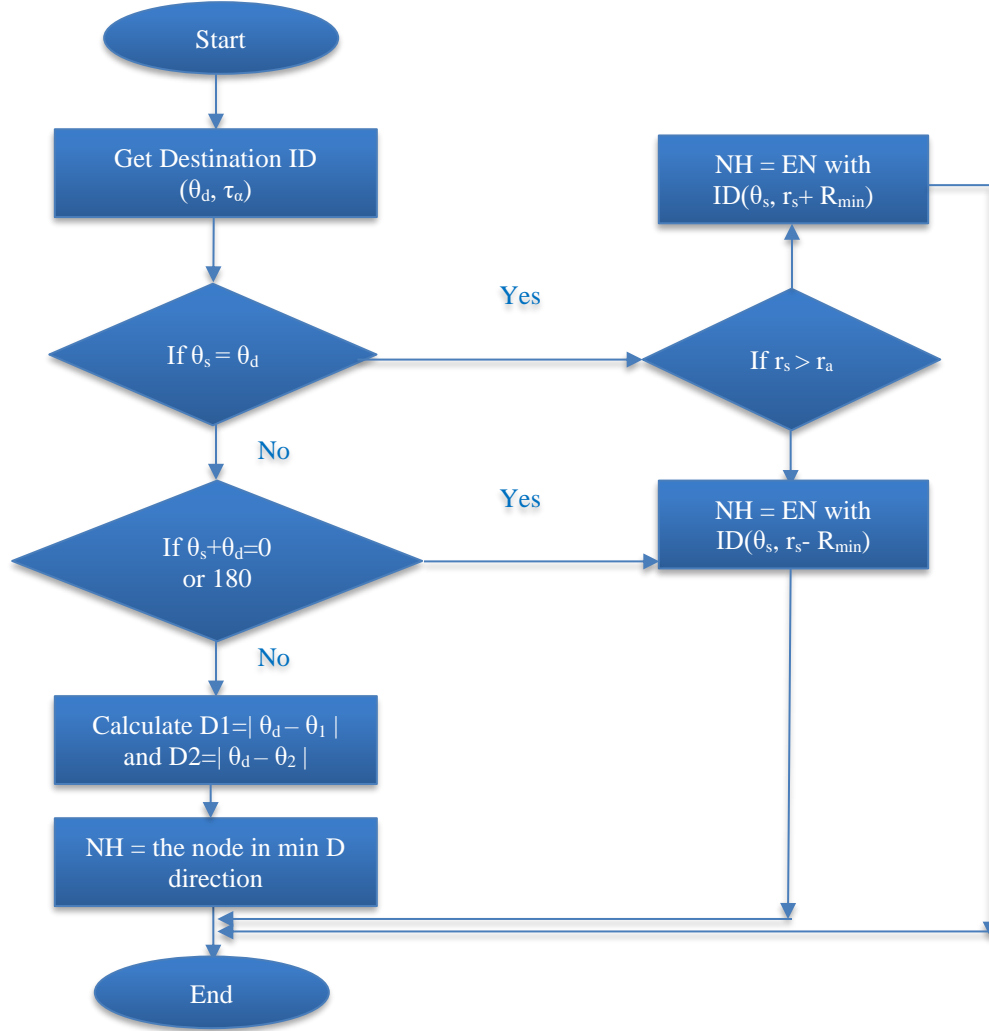 Start
Get Destination ID
(θd, τα)
If θs = θd
Yes
No
If θs+θd=0
or 180
Yes
No
Calculate D1=| θd – θ1 |
and D2=| θd – θ2 |
NH = the node in min D
direction
End
NH = EN with
ID(θs, rs+ Rmin)
If rs > ra
NH = EN with
ID(θs, rs- Rmin)